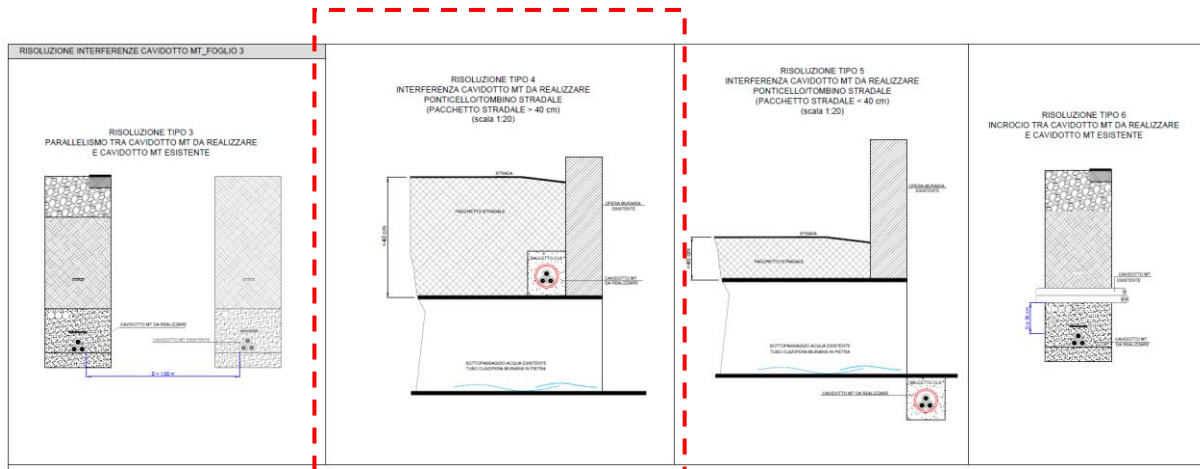 RISOLUZIONE INTERFERENZE CAVIDOTTO MT_FOGLIO 3
RISOLUZIONE TIPO 3
PARALLELISMO TRA CAVIDOTTO MT DA REALIZZARE
E CAVIDOTTO MT ESISTENTE
CAVIDOTTO MT DA REALIZZARE
CAVIDOTTO MT ESISTENTE
RISOLUZIONE TIPO 4
INTERFERENZA CAVIDOTTO MT DA REALIZZARE
PONTICELLO/TOMBINO STRADALE
(PACCHETTO STRADALE > 40 cm)
(scala 1:20)
STRADA
PACCHETTO STRADALE
OPERA MURARIA
ESISTENTE
>40 cm
BAULETTO CLS
CAVIDOTTO MT
DA REALIZZARE
SOTTOPASSAGGIO ACQUA ESISTENTE
TUBO CLS/OPERA MURARIA IN PIETRA
RISOLUZIONE TIPO 5
INTERFERENZA CAVIDOTTO MT DA REALIZZARE
PONTICELLO/TOMBINO STRADALE
(PACCHETTO STRADALE < 40 cm)
(scala 1:20)
OPERA MURARIA
ESISTENTE
STRADA
PACCHETTO STRADALE
<40 cm
SOTTOPASSAGGIO ACQUA ESISTENTE
TUBO CLS/OPERA MURARIA IN PIETRA
BAULETTO CLS
CAVIDOTTO MT DA REALIZZARE
RISOLUZIONE TIPO 6
INCROCIO TRA CAVIDOTTO MT DA REALIZZARE
E CAVIDOTTO MT ESISTENTE
CAVIDOTTO MT
ESISTENTE
CAVIDOTTO MT
DA REALIZZARE